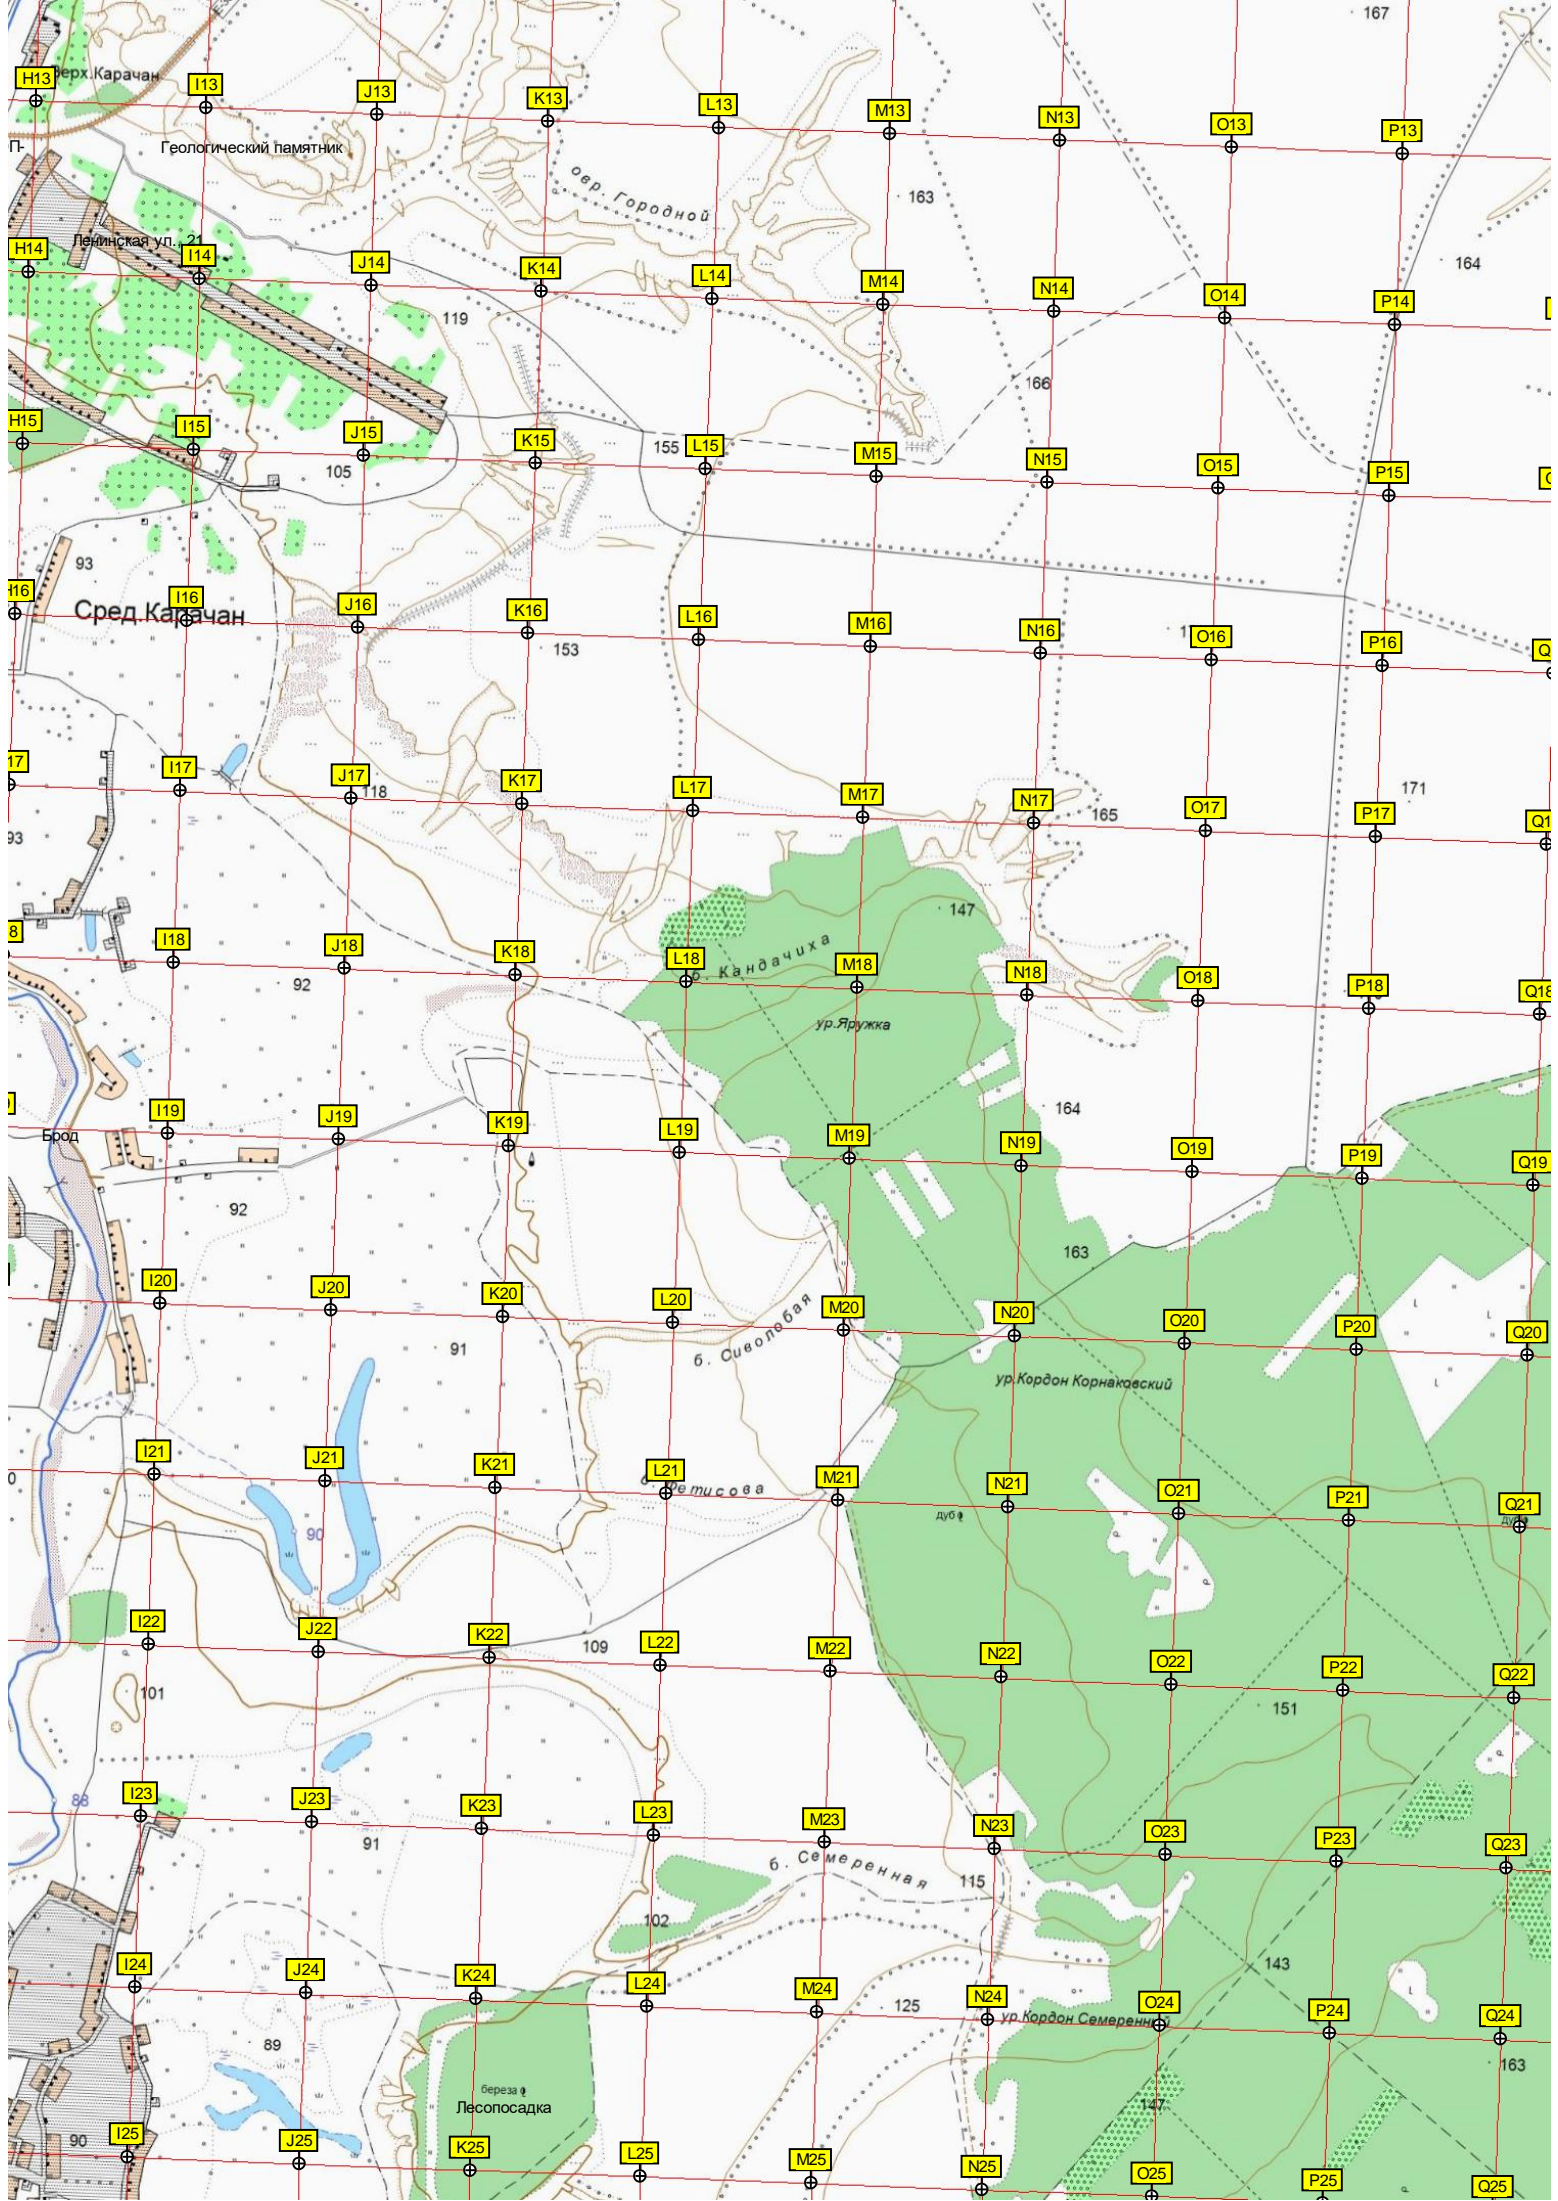 167
Верх.Карачан
H13
I13
J13
K13
L13
M13
N13
O13
P13
Геологический памятник
овр. Городной
163
Ленинская ул., 21
H14
I14
J14
K14
L14
M14
N14
O14
P14
164
119
166
H15
I15
J15
K15
155
L15
M15
N15
O15
P15
105
93
I16
J16
K16
L16
M16
N16
O16
P16
Сред.Карачан
153
I17
J17
K17
L17
M17
N17
O17
P17
118
165
171
93
147
I18
J18
K18
L18
M18
N18
O18
P18
Q18
б. Кандачиха
92
ур.Яружка
I19
J19
K19
L19
M19
N19
O19
P19
Q19
164
Брод
92
163
I20
J20
K20
L20
M20
N20
O20
P20
Q20
б. Сиволобая
91
ур.Кордон Корнаковский
I21
J21
K21
L21
M21
N21
O21
P21
Q21
дуб
90
I22
J22
K22
L22
M22
N22
O22
P22
Q22
109
101
151
I23
J23
K23
L23
M23
N23
O23
P23
Q23
88
91
б. Семеренная
115
102
I24
J24
K24
L24
M24
N24
O24
P24
Q24
143
125
ур.Кордон Семеренный
89
163
береза
Лесопосадка
147
90
I25
J25
K25
L25
M25
N25
O25
P25
Q25